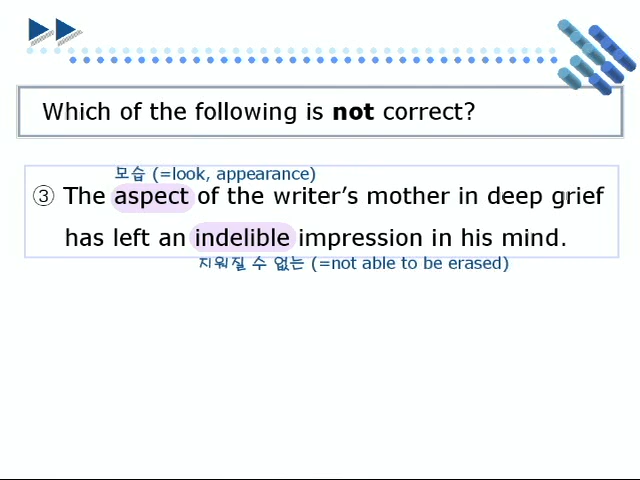 Which of the following is not correct?
모습 (=look, appearance)
③ The aspect of the writer's mother in deep grief
has left an indelible impression in his mind.
지워질 수 없는 (=not able to be erased)